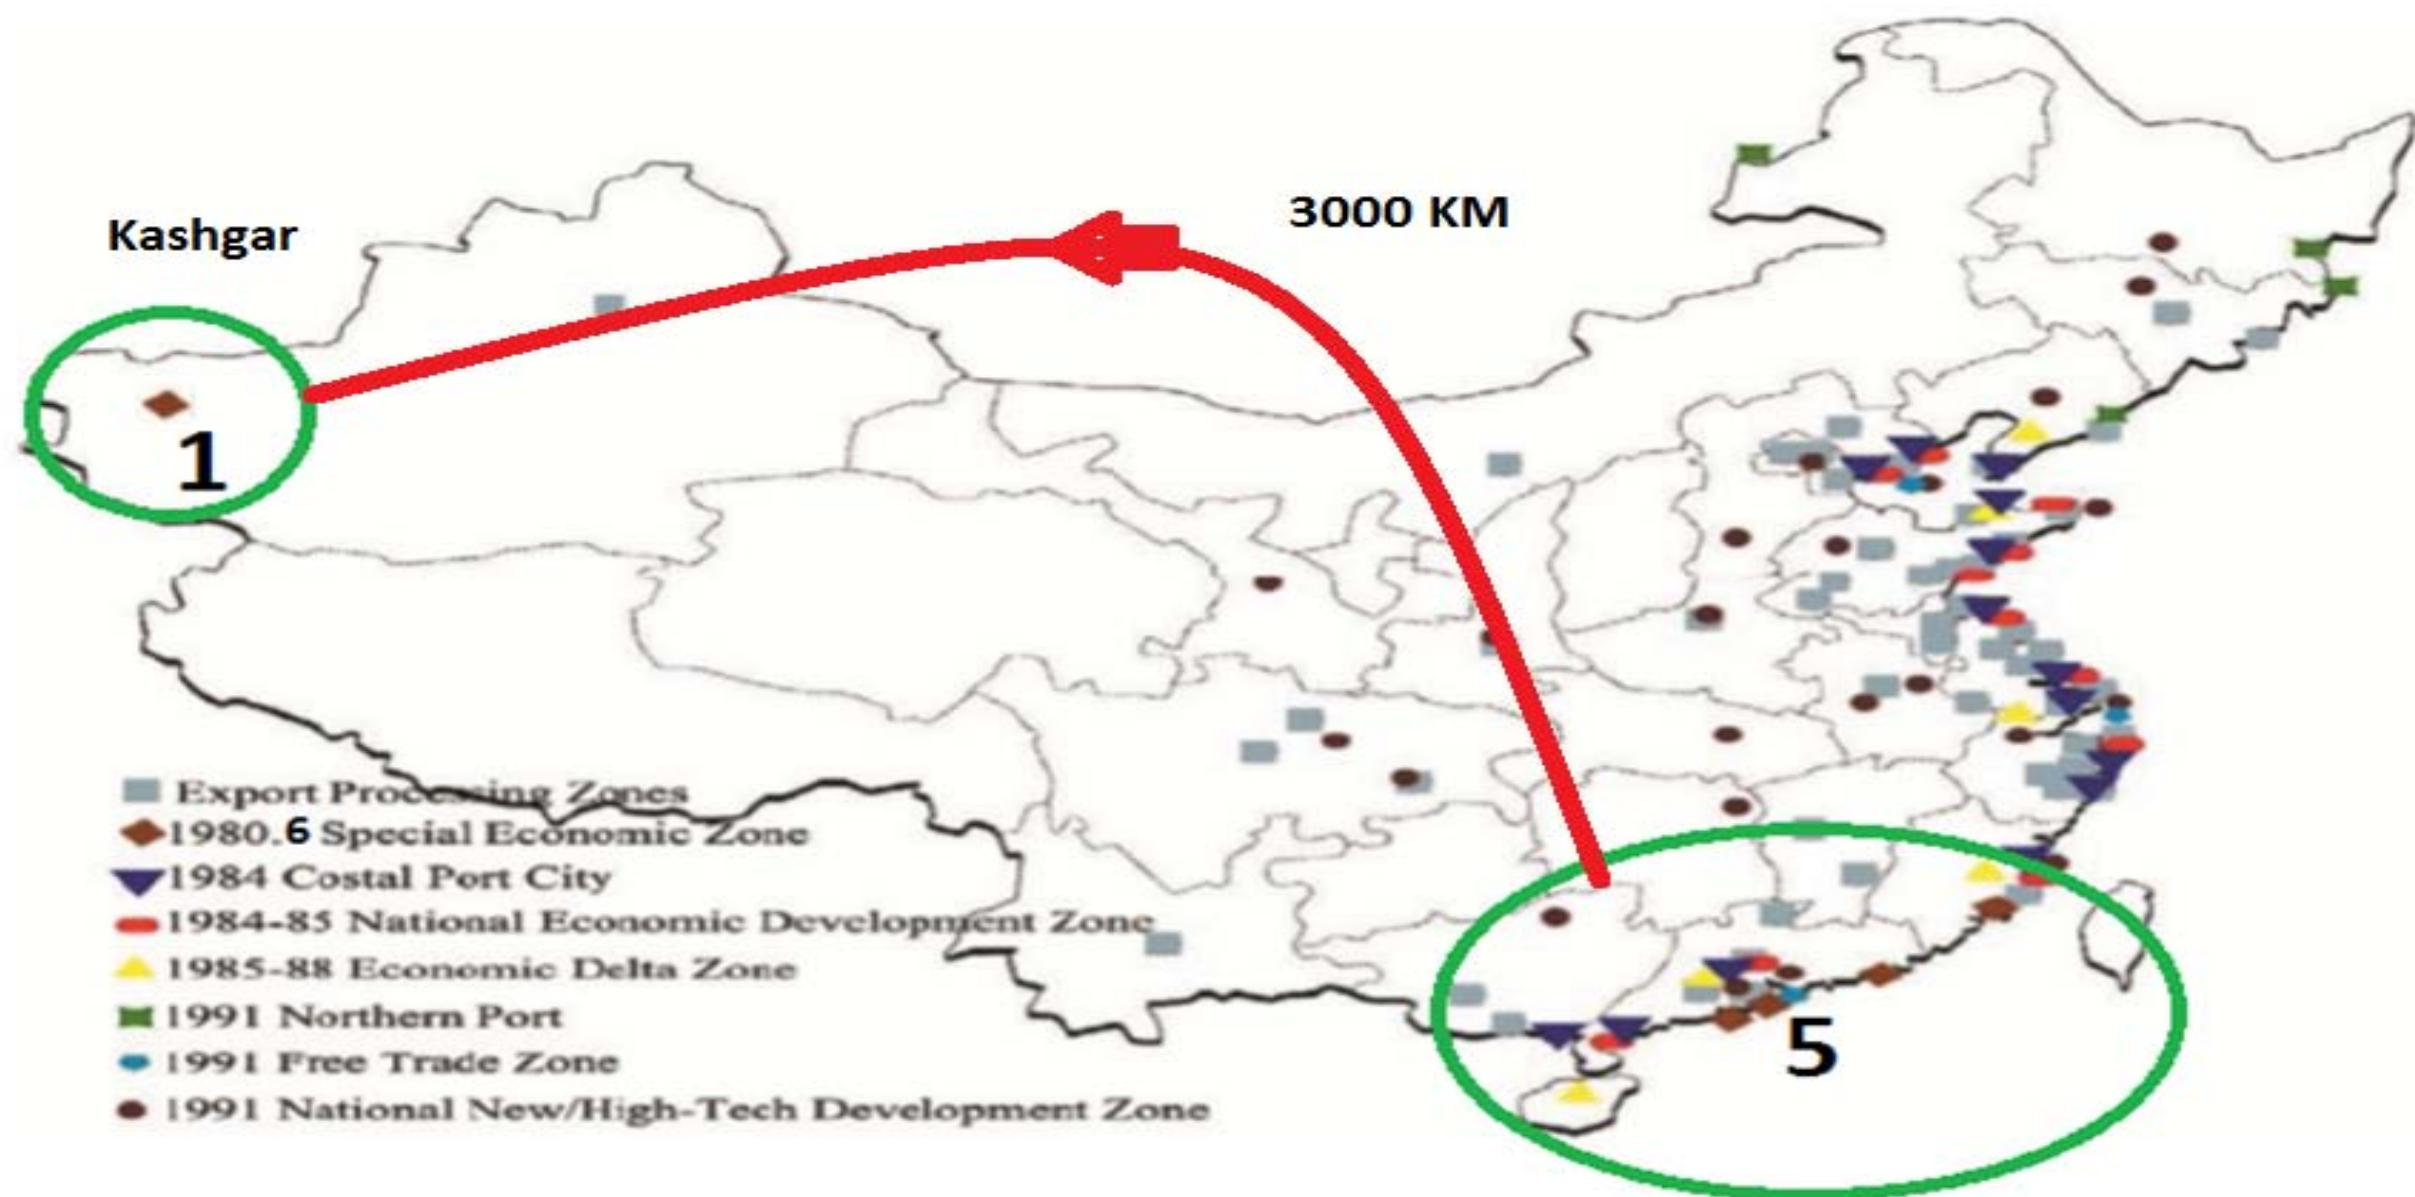 3000 KM
Kashgar
1
Export Processing Zones
1980.6 Special Economic Zone
1984 Costal Port City
1984-85 National Economic Development Zone
1985-88 Economic Delta Zone
1991 Northern Port
5
1991 Free Trade Zone
1991 National New/High-Tech Development Zone